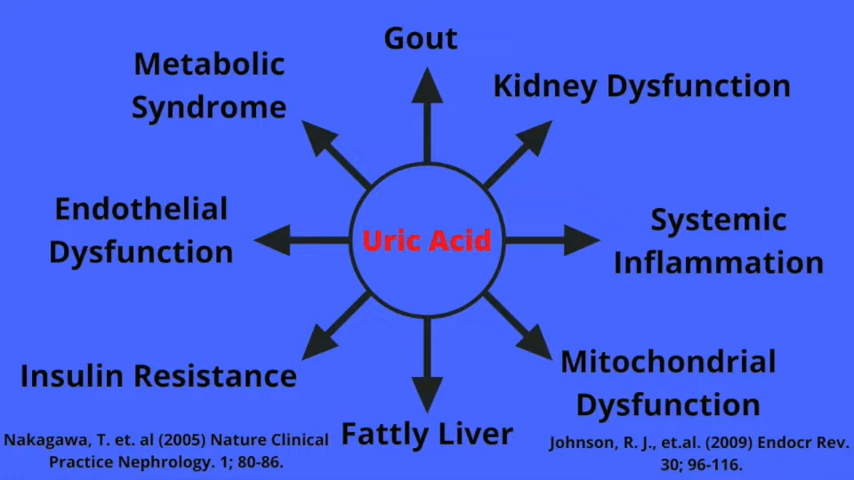 Gout
Metabolic
Syndrome
Kidney Dysfunction
Endothelial
Dysfunction
Uric Acid
Systemic
Inflammation
Insulin Resistance
Mitochondrial
Dysfunction
Fattly Liver
Nakagawa, T. et. al (2005) Nature Clinical
Practice Nephrology. 1; 80-86.
Johnson, R. J., et.al. (2009) Endocr Rev.
30; 96-116.